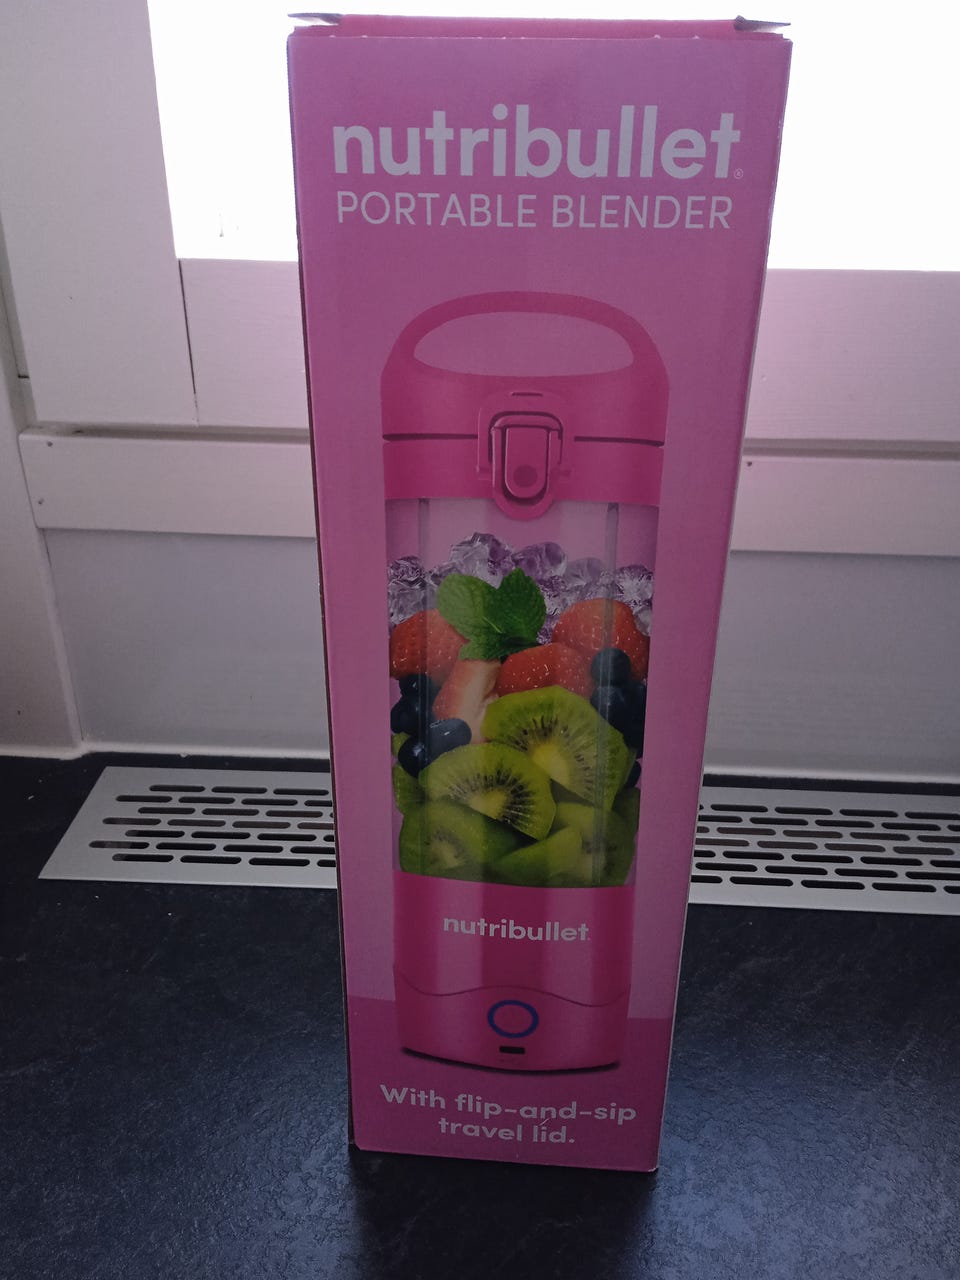 nutribullet®
PORTABLE BLENDER
nutribullet
With flip-and-sip
travel lid.